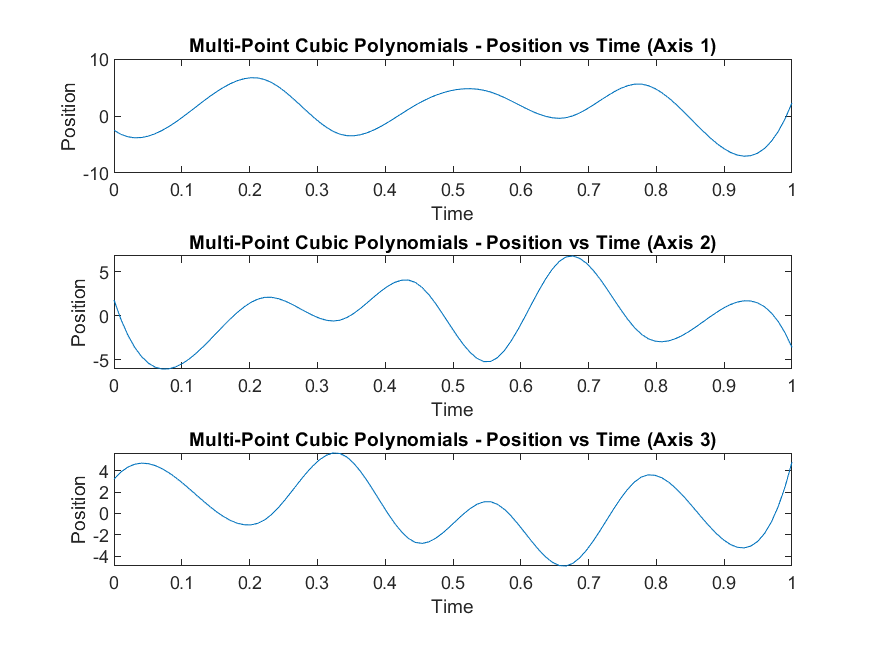 Multi-Point Cubic Polynomials - Position vs Time (Axis 1)
10
0
-10
Position
0 0.1 0.2 0.3 0.4 0.5 0.6 0.7 0.8 0.9 1
Time
Multi-Point Cubic Polynomials - Position vs Time (Axis 2)
5
0
-5
Position
0 0.1 0.2 0.3 0.4 0.5 0.6 0.7 0.8 0.9 1
Time
Multi-Point Cubic Polynomials - Position vs Time (Axis 3)
4
2
0
-2
-4
Position
0 0.1 0.2 0.3 0.4 0.5 0.6 0.7 0.8 0.9 1
Time